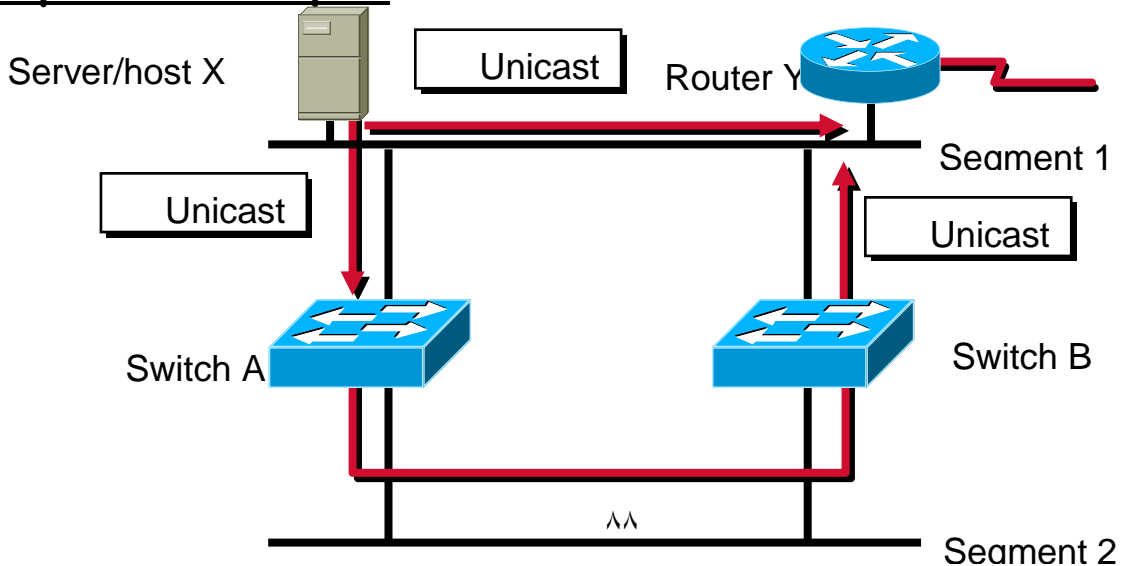 Server/host X
Unicast
Router Y
Segment 1
Unicast
Unicast
Switch A
Switch B
٨٨
Segment 2